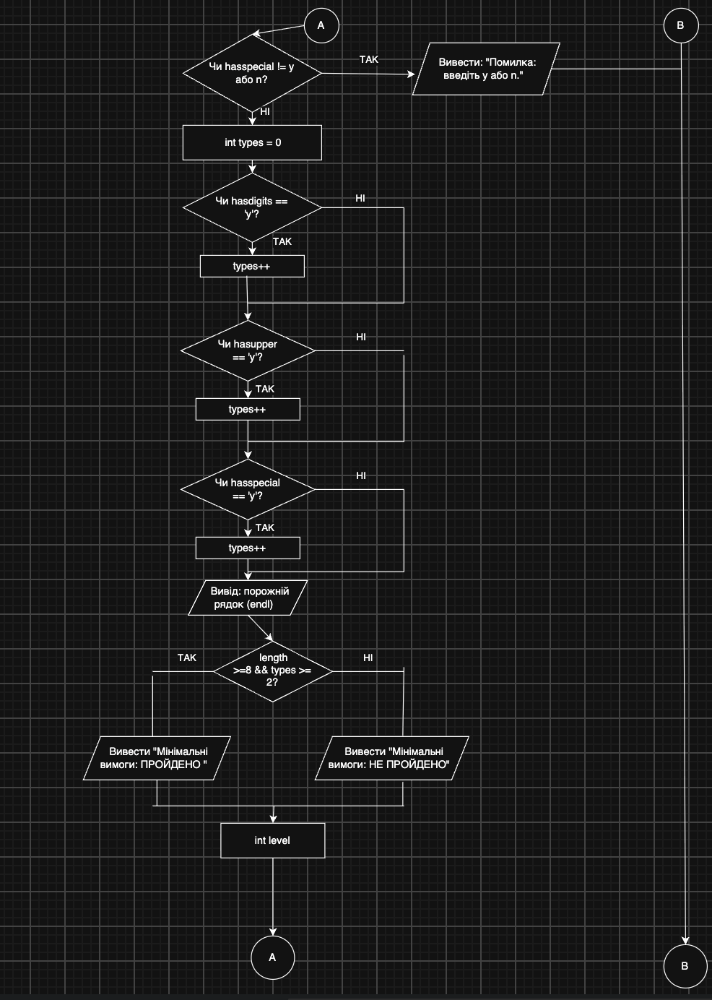 A
B
Чи hasspecial != y
або n?
ТАК
Вивести: "Помилка:
введіть y або n."
НІ
int types = 0
Чи hasdigits ==
'y'?
НІ
ТАК
types++
Чи hasupper
== 'y'?
НІ
ТАК
types++
Чи hasspecial
== 'y'?
НІ
ТАК
types++
Вивід: порожній
рядок (endl)
ТАК
length
>=8 && types >=
2?
НІ
Вивести "Мінімальні
вимоги: ПРОЙДЕНО "
Вивести "Мінімальні
вимоги: НЕ ПРОЙДЕНО"
int level
A
B